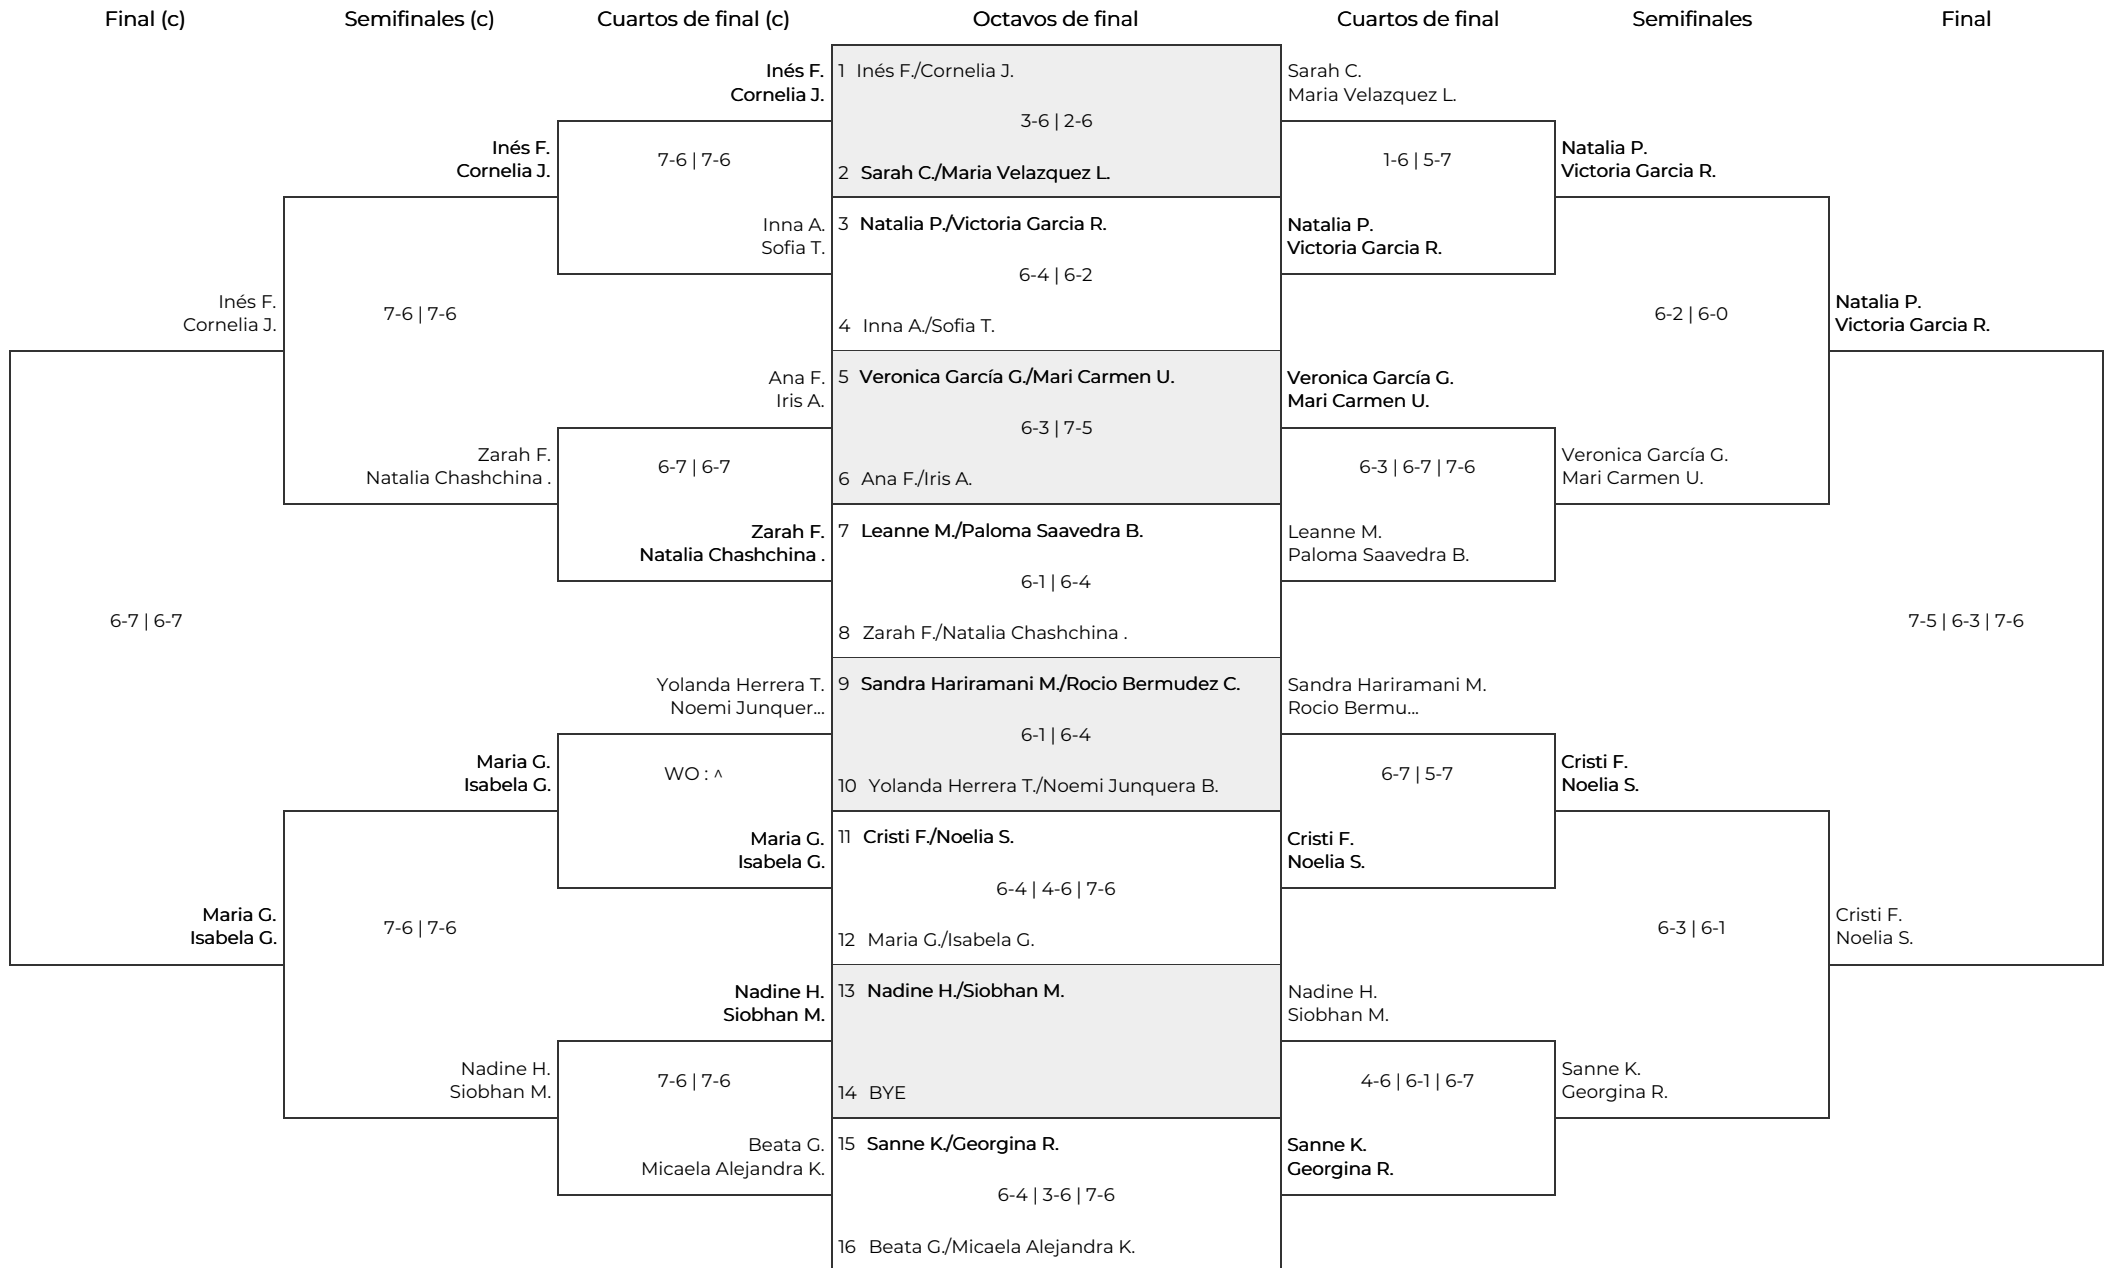 Final (c)
Semifinales (c)
Cuartos de final (c)
Octavos de final
Cuartos de final
Semifinales
Final
Inés F.
Cornelia J.
7-6 | 7-6
Inna A.
Sofia T.
Ana F.
Iris A.
6-7 | 6-7
Zarah F.
Natalia Chashchina .
Yolanda Herrera T.
Noemi Junquer...
WO : ^
Maria G.
Isabela G.
Nadine H.
Siobhan M.
7-6 | 7-6
Beata G.
Micaela Alejandra K.
Inés F.
Cornelia J.
7-6 | 7-6
Zarah F.
Natalia Chashchina .
Maria G.
Isabela G.
7-6 | 7-6
Nadine H.
Siobhan M.
Inés F.
Cornelia J.
6-7 | 6-7
Maria G.
Isabela G.
1 Inés F./Cornelia J.
3-6 | 2-6
2 Sarah C./Maria Velazquez L.
3 Natalia P./Victoria Garcia R.
6-4 | 6-2
4 Inna A./Sofia T.
5 Veronica García G./Mari Carmen U.
6-3 | 7-5
6 Ana F./Iris A.
7 Leanne M./Paloma Saavedra B.
6-1 | 6-4
8 Zarah F./Natalia Chashchina .
9 Sandra Hariramani M./Rocio Bermudez C.
6-1 | 6-4
10 Yolanda Herrera T./Noemi Junquera B.
11 Cristi F./Noelia S.
6-4 | 4-6 | 7-6
12 Maria G./Isabela G.
13 Nadine H./Siobhan M.
14 BYE
15 Sanne K./Georgina R.
6-4 | 3-6 | 7-6
16 Beata G./Micaela Alejandra K.
Sarah C.
Maria Velazquez L.
1-6 | 5-7
Natalia P.
Victoria Garcia R.
Veronica García G.
Mari Carmen U.
6-3 | 6-7 | 7-6
Leanne M.
Paloma Saavedra B.
Sandra Hariramani M.
Rocio Bermu...
6-7 | 5-7
Cristi F.
Noelia S.
Nadine H.
Siobhan M.
4-6 | 6-1 | 6-7
Sanne K.
Georgina R.
Natalia P.
Victoria Garcia R.
6-2 | 6-0
Veronica García G.
Mari Carmen U.
Cristi F.
Noelia S.
6-3 | 6-1
Sanne K.
Georgina R.
Natalia P.
Victoria Garcia R.
7-5 | 6-3 | 7-6
Cristi F.
Noelia S.